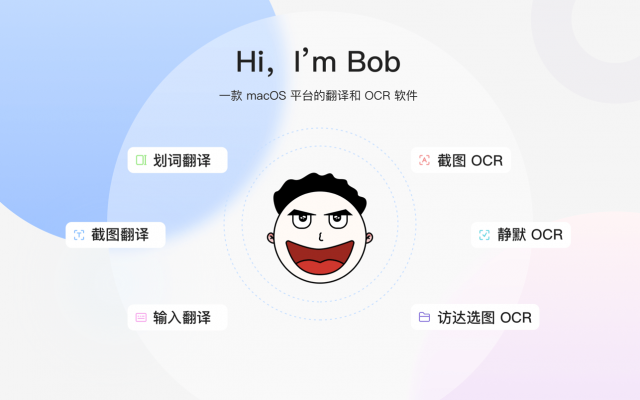 Hi，I’m Bob
一款 macOS 平台的翻译和 OCR 软件
划词翻译
截图 OCR
截图翻译
静默 OCR
输入翻译
访达选图 OCR